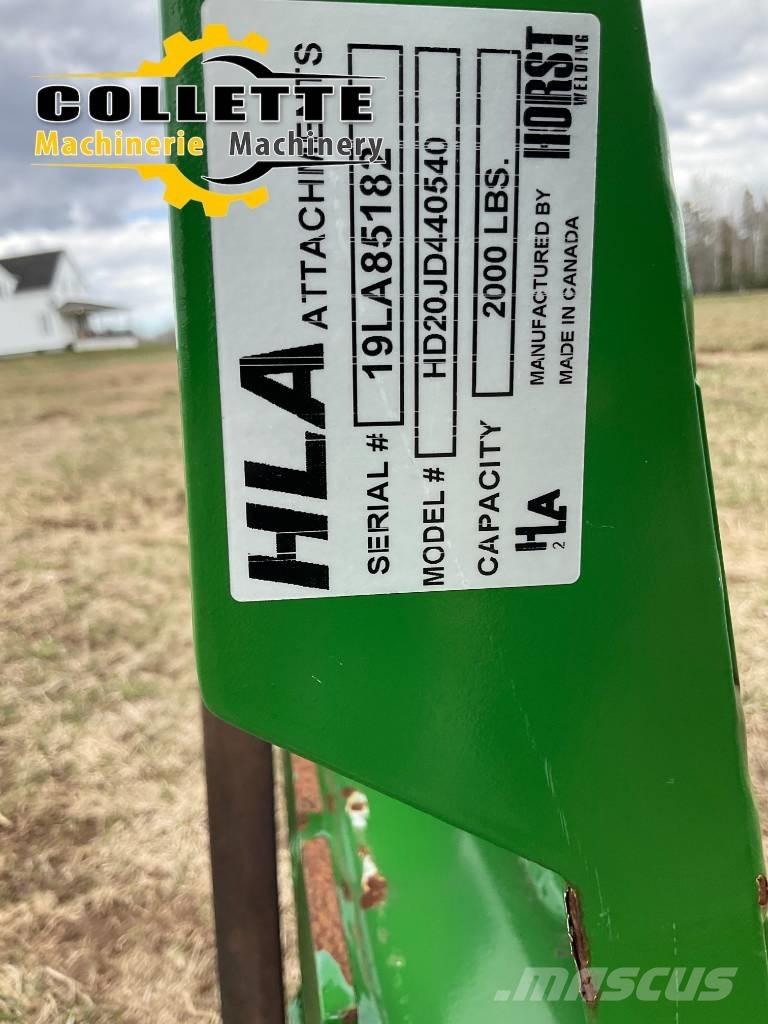 COLLETTE
Machinerie Machinery
HLA
ATTACHMENTS
SERIAL # 19LA85182
MODEL # HD20JD440540
CAPACITY 2000 LBS.
HLA
2
MANUFACTURED BY
MADE IN CANADA
HORST
WELDING
MASCUS